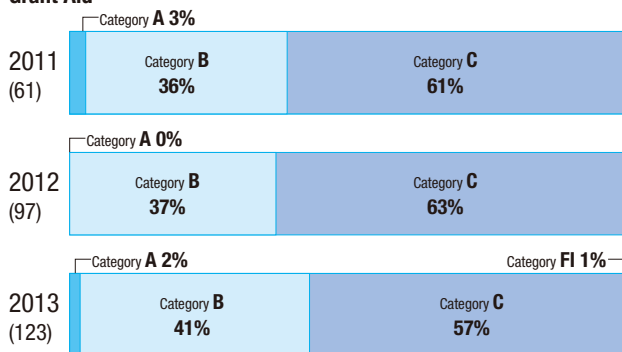 Grant Aid
Category A 3%
2011
(61)
Category B
36%
Category C
61%
Category A 0%
2012
(97)
Category B
37%
Category C
63%
Category A 2%
Category FI 1%
2013
(123)
Category B
41%
Category C
57%